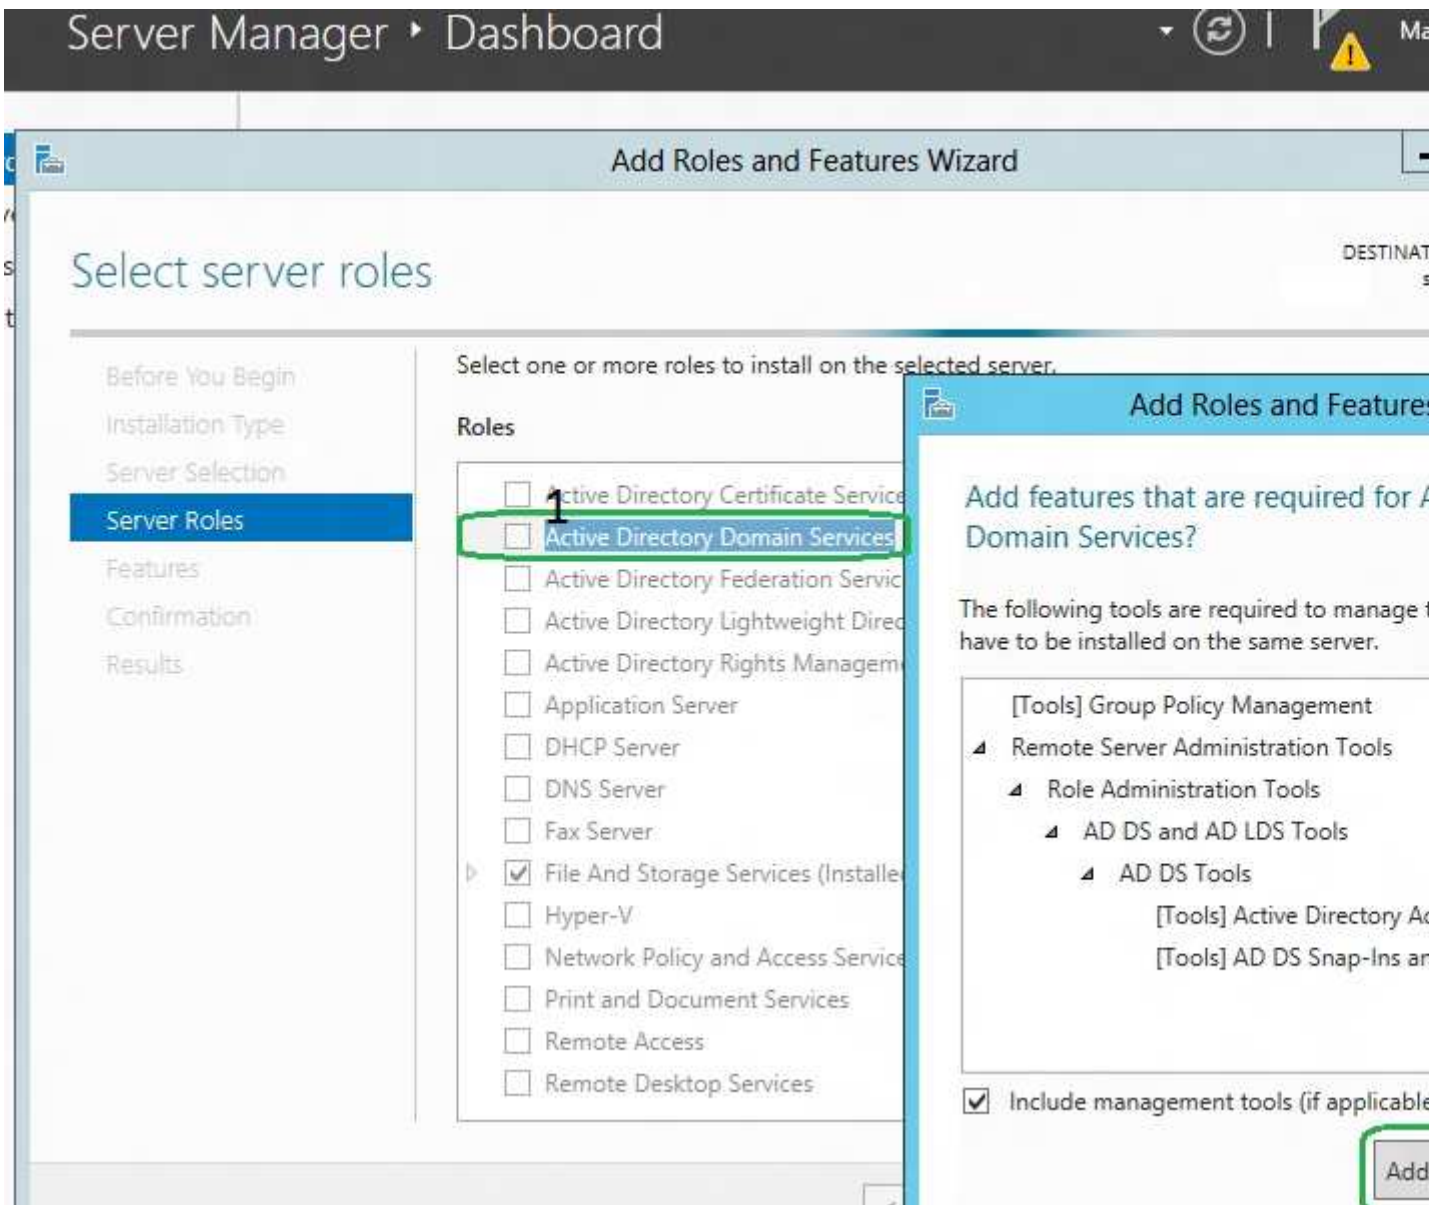 Server Manager ‣ Dashboard
Ma
Add Roles and Features Wizard
Select server roles
DESTINAT
s
Before You Begin
Installation Type
Server Selection
Server Roles
Features
Confirmation
Results
Select one or more roles to install on the selected server.
Roles
Active Directory Certificate Service
1
Active Directory Domain Services
Active Directory Federation Servic
Active Directory Lightweight Direc
Active Directory Rights Managem
Application Server
DHCP Server
DNS Server
Fax Server
File And Storage Services (Installe
Hyper-V
Network Policy and Access Service
Print and Document Services
Remote Access
Remote Desktop Services
Add Roles and Features
Add features that are required for A
Domain Services?
The following tools are required to manage t
have to be installed on the same server.
[Tools] Group Policy Management
Remote Server Administration Tools
Role Administration Tools
AD DS and AD LDS Tools
AD DS Tools
[Tools] Active Directory Ad
[Tools] AD DS Snap-Ins an
Include management tools (if applicable
Add